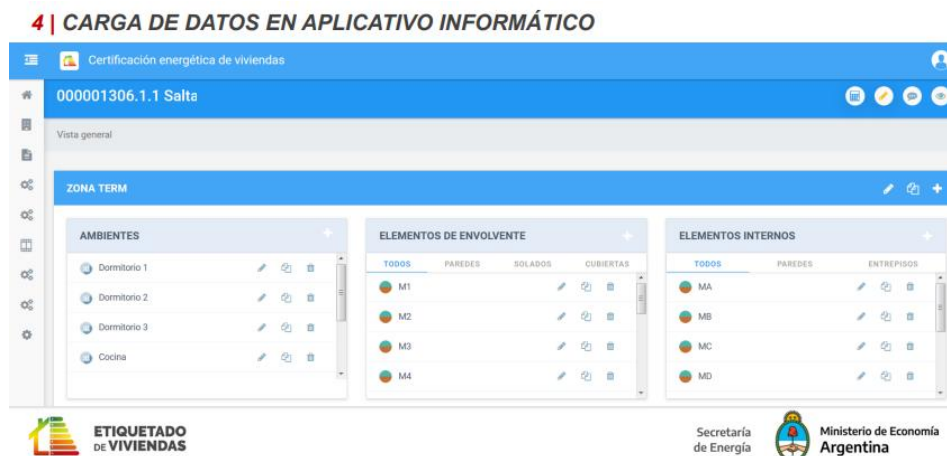 4 | CARGA DE DATOS EN APLICATIVO INFORMÁTICO
Certificación energética de viviendas
000001306.1.1 Salta
Vista general
ZONA TERM
AMBIENTES
Dormitorio 1
Dormitorio 2
Dormitorio 3
Cocina
ELEMENTOS DE ENVOLVENTE
TODOS PAREDES SOLADOS CUBIERTAS
M1
M2
M3
M4
ELEMENTOS INTERNOS
TODOS PAREDES ENTREPISOS
MA
MB
MC
MD
ETIQUETADO
DE VIVIENDAS
Secretaría
de Energía
Ministerio de Economía
Argentina